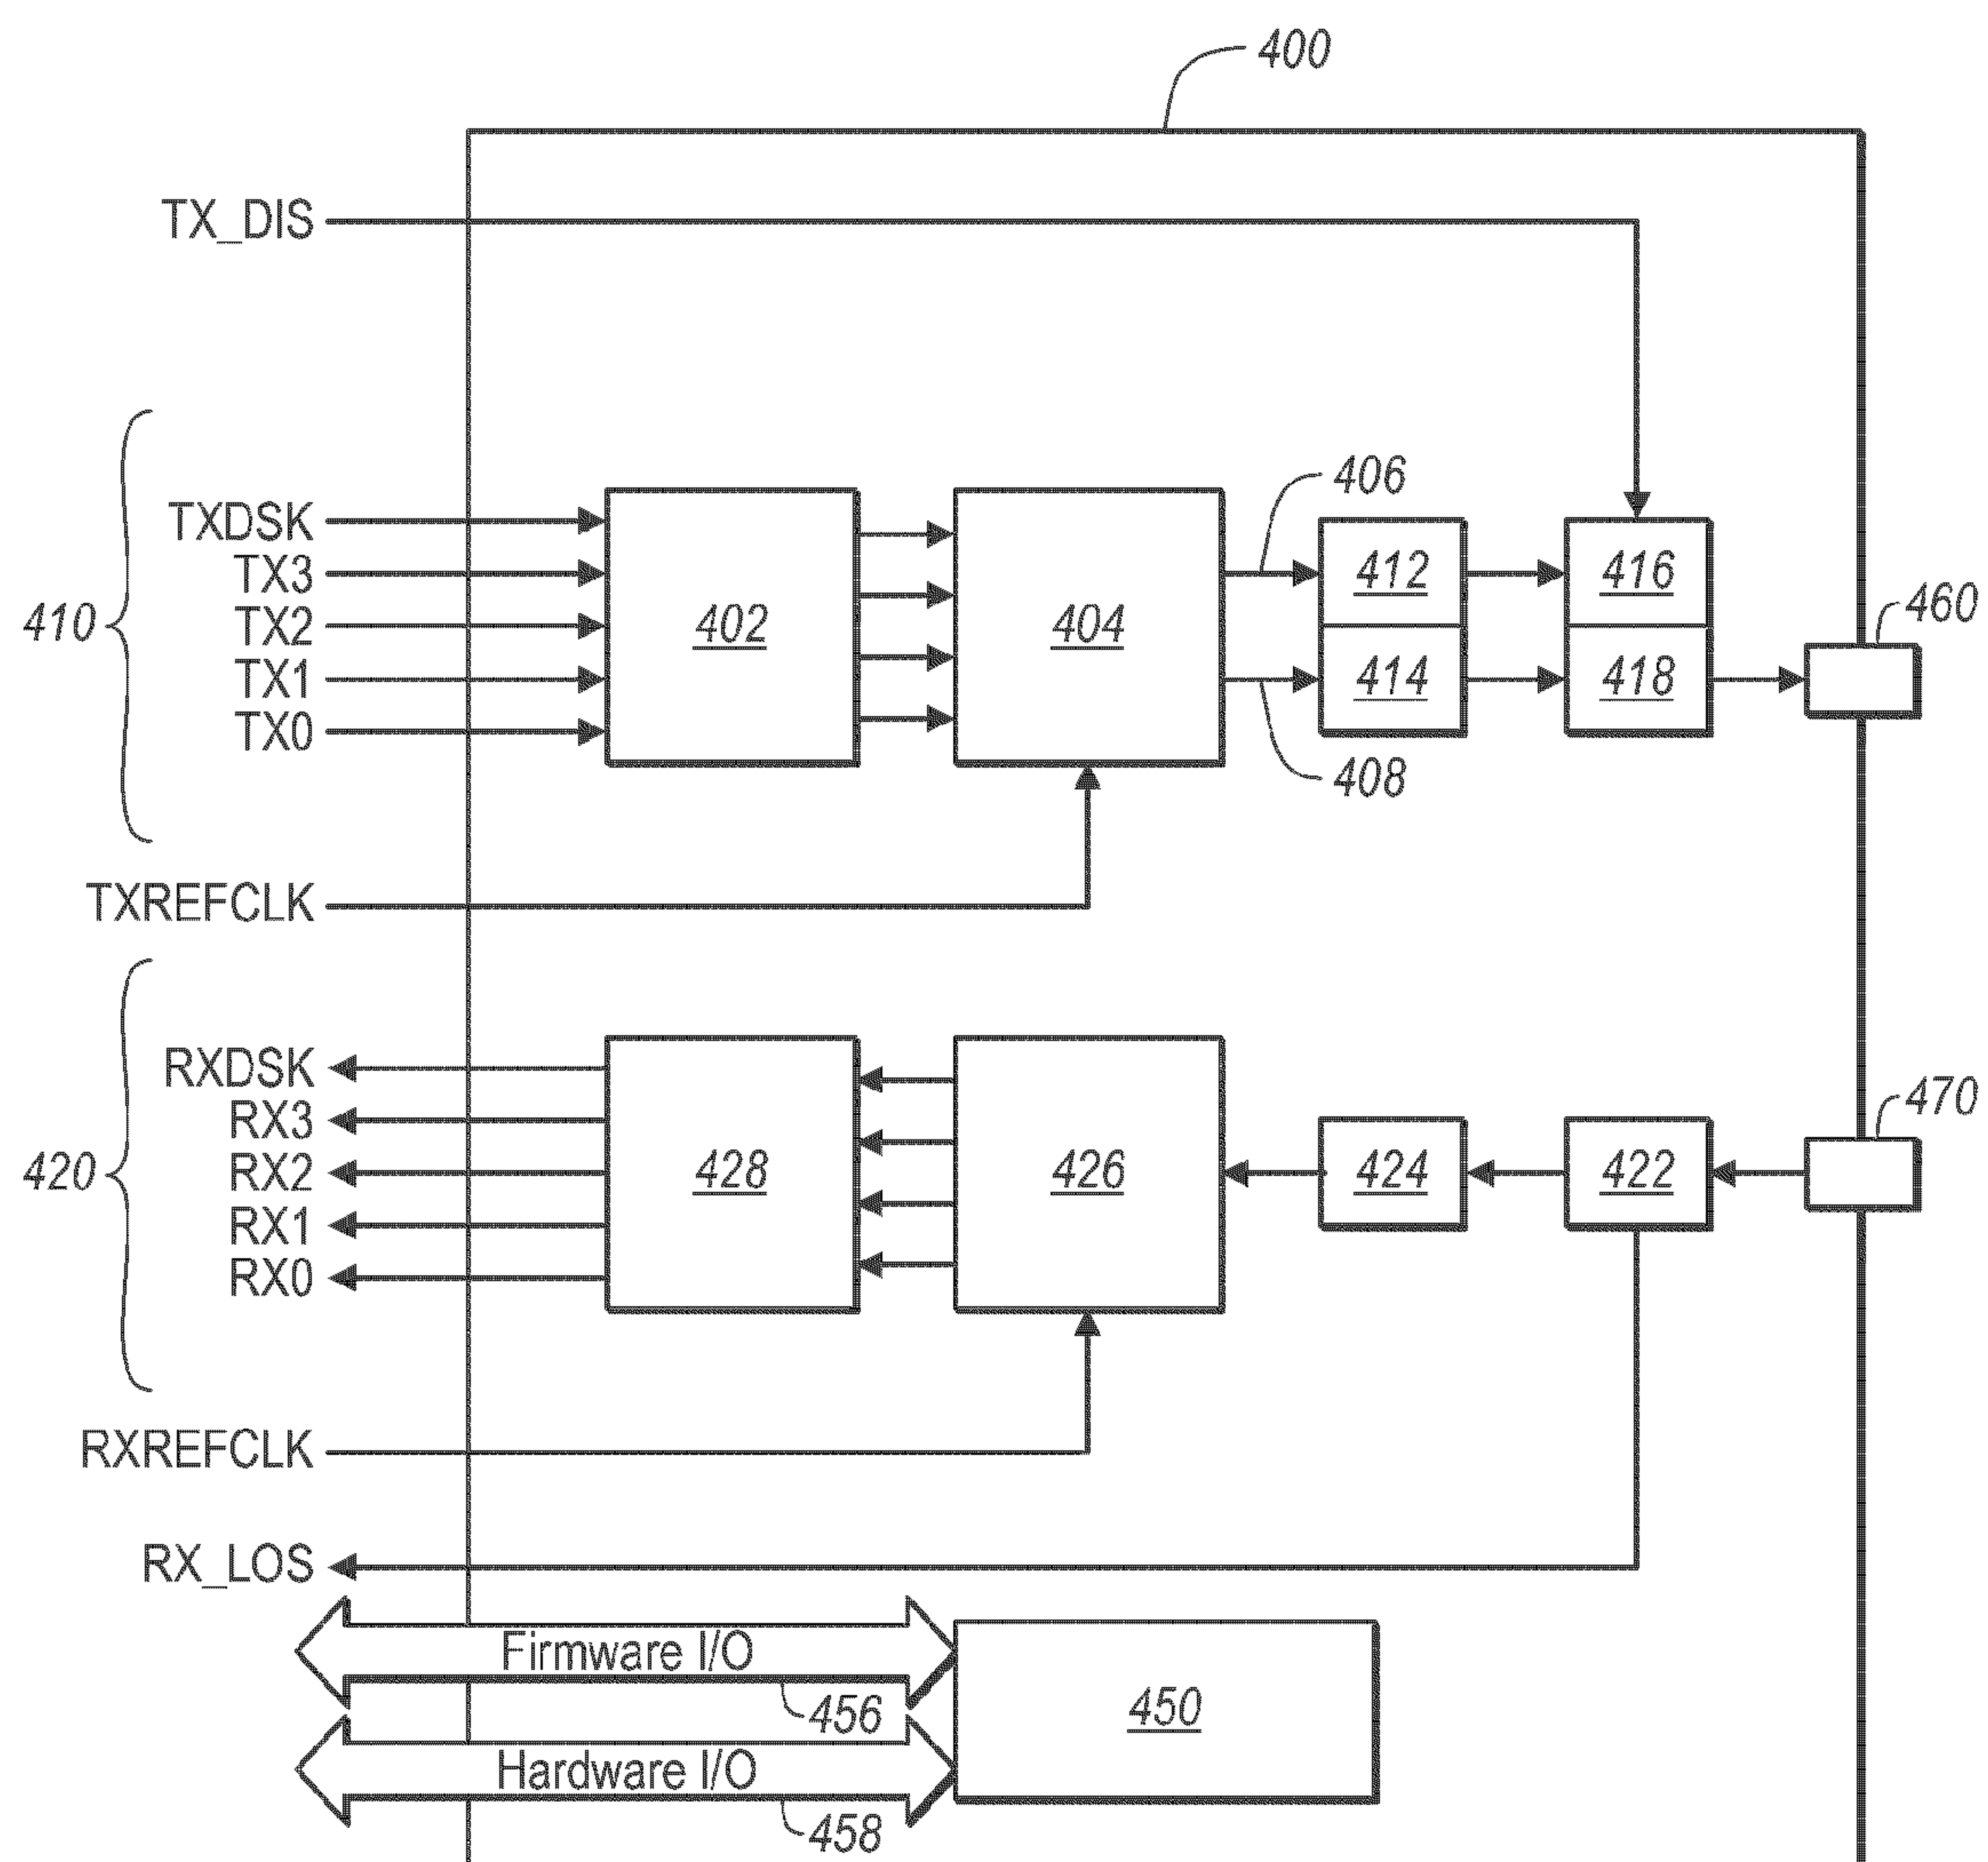 400
TX_DIS
410
TXDSK
TX3
TX2
TX1
TX0
402
404
406
408
412
414
416
418
460
TXREFCLK
420
RXDSK
RX3
RX2
RX1
RX0
428
426
424
422
470
RXREFCLK
RX_LOS
Firmware I/O
456
450
Hardware I/O
458